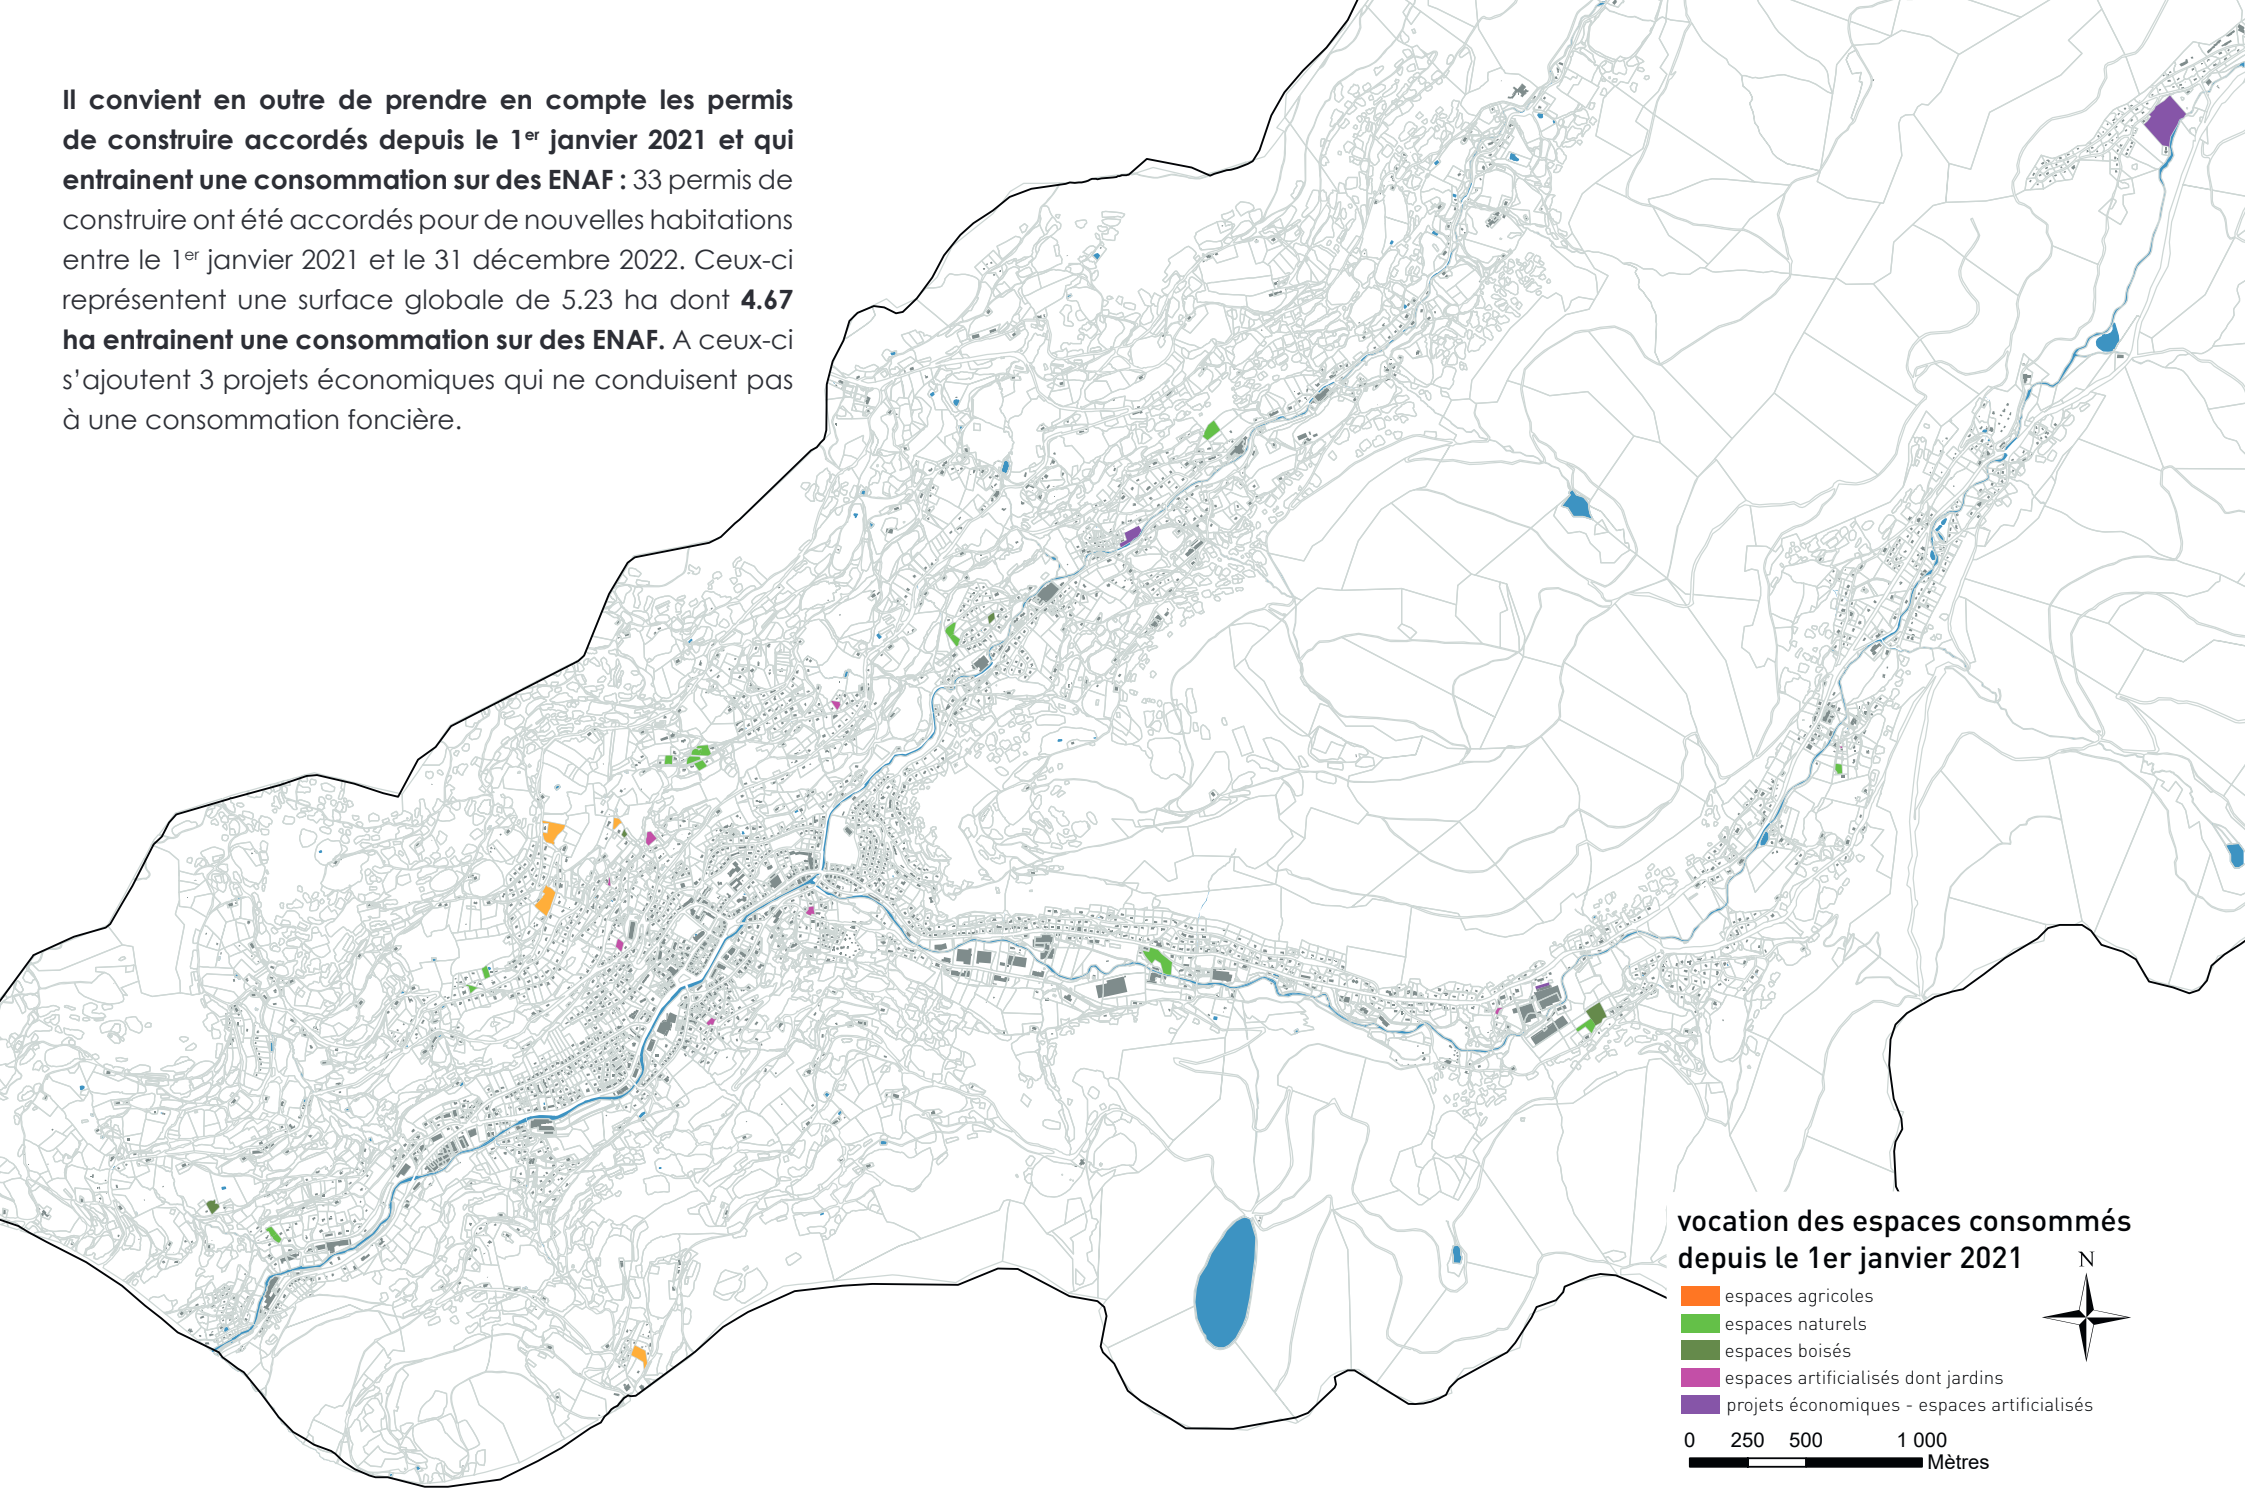 Il convient en outre de prendre en compte les permis
de construire accordés depuis le 1er janvier 2021 et qui
entrainent une consommation sur des ENAF : 33 permis de
construire ont été accordés pour de nouvelles habitations
entre le 1er janvier 2021 et le 31 décembre 2022. Ceux-ci
représentent une surface globale de 5.23 ha dont 4.67
ha entrainent une consommation sur des ENAF. A ceux-ci
s’ajoutent 3 projets économiques qui ne conduisent pas
à une consommation foncière.
vocation des espaces consommés
depuis le 1er janvier 2021
N
espaces agricoles
espaces naturels
espaces boisés
espaces artificialisés dont jardins
projets économiques - espaces artificialisés
0 250 500 1 000
Mètres